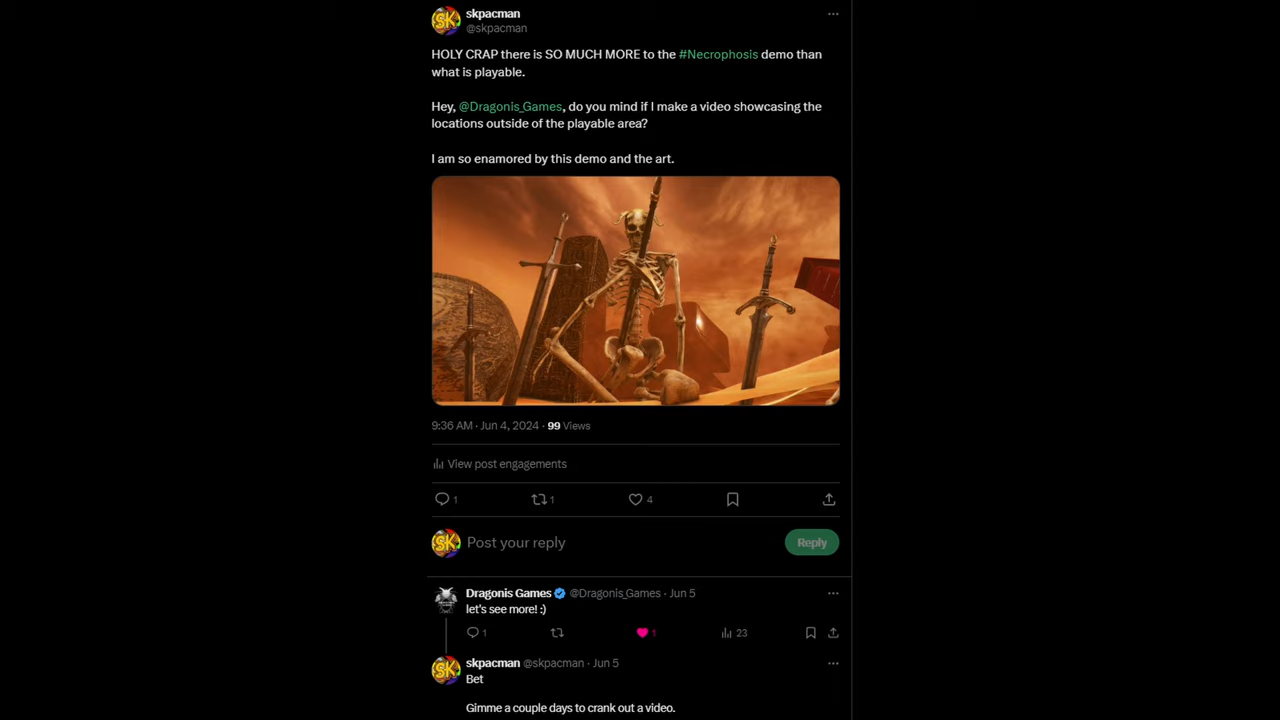 skpacman
@skpacman
HOLY CRAP there is SO MUCH MORE to the #Necrophosis demo than
what is playable.
Hey, @Dragonis_Games, do you mind if I make a video showcasing the
locations outside of the playable area?
I am so enamored by this demo and the art.
9:36 AM · Jun 4, 2024 · 99 Views
View post engagements
1 1 4
SK Post your reply Reply
Dragonis Games @Dragonis_Games · Jun 5
let's see more! :)
1 1 23
skpacman @skpacman · Jun 5
Bet
Gimme a couple days to crank out a video.